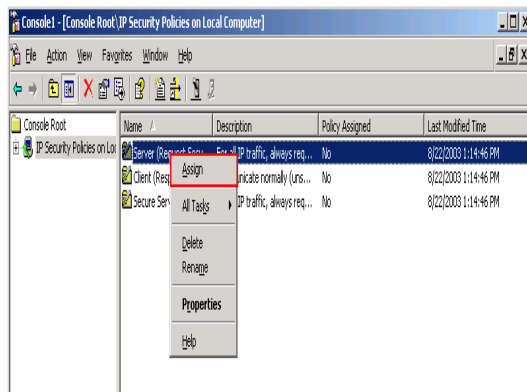 Console1 - [Console Root\IP Security Policies on Local Computer]
File Action View Favorites Window Help
Console Root
IP Security Policies on Loc
Name Description Policy Assigned Last Modified Time
Server (Request Secu... For all IP traffic, always req... No 8/22/2003 1:14:46 PM
Client (Resp municate normally (uns... No 8/22/2003 1:14:46 PM
Secure Serv IP traffic, always req... No 8/22/2003 1:14:46 PM
Assign
All Tasks
Delete
Rename
Properties
Help